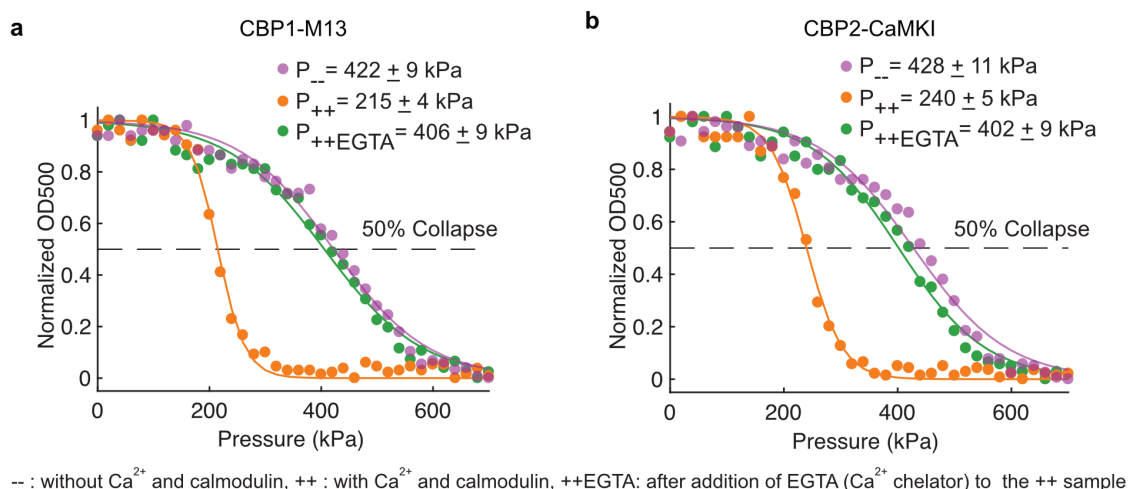 a
CBP1-M13
P-- = 422 ± 9 kPa
P++ = 215 ± 4 kPa
P++EGTA = 406 ± 9 kPa
Normalized OD500
1
0.8
0.6
0.4
0.2
0
50% Collapse
0 200 400 600
Pressure (kPa)
b
CBP2-CaMKI
P-- = 428 ± 11 kPa
P++ = 240 ± 5 kPa
P++EGTA = 402 ± 9 kPa
Normalized OD500
1
0.8
0.6
0.4
0.2
0
50% Collapse
0 200 400 600
Pressure (kPa)
-- : without Ca²⁺ and calmodulin, ++ : with Ca²⁺ and calmodulin, ++EGTA: after addition of EGTA (Ca²⁺ chelator) to the ++ sample